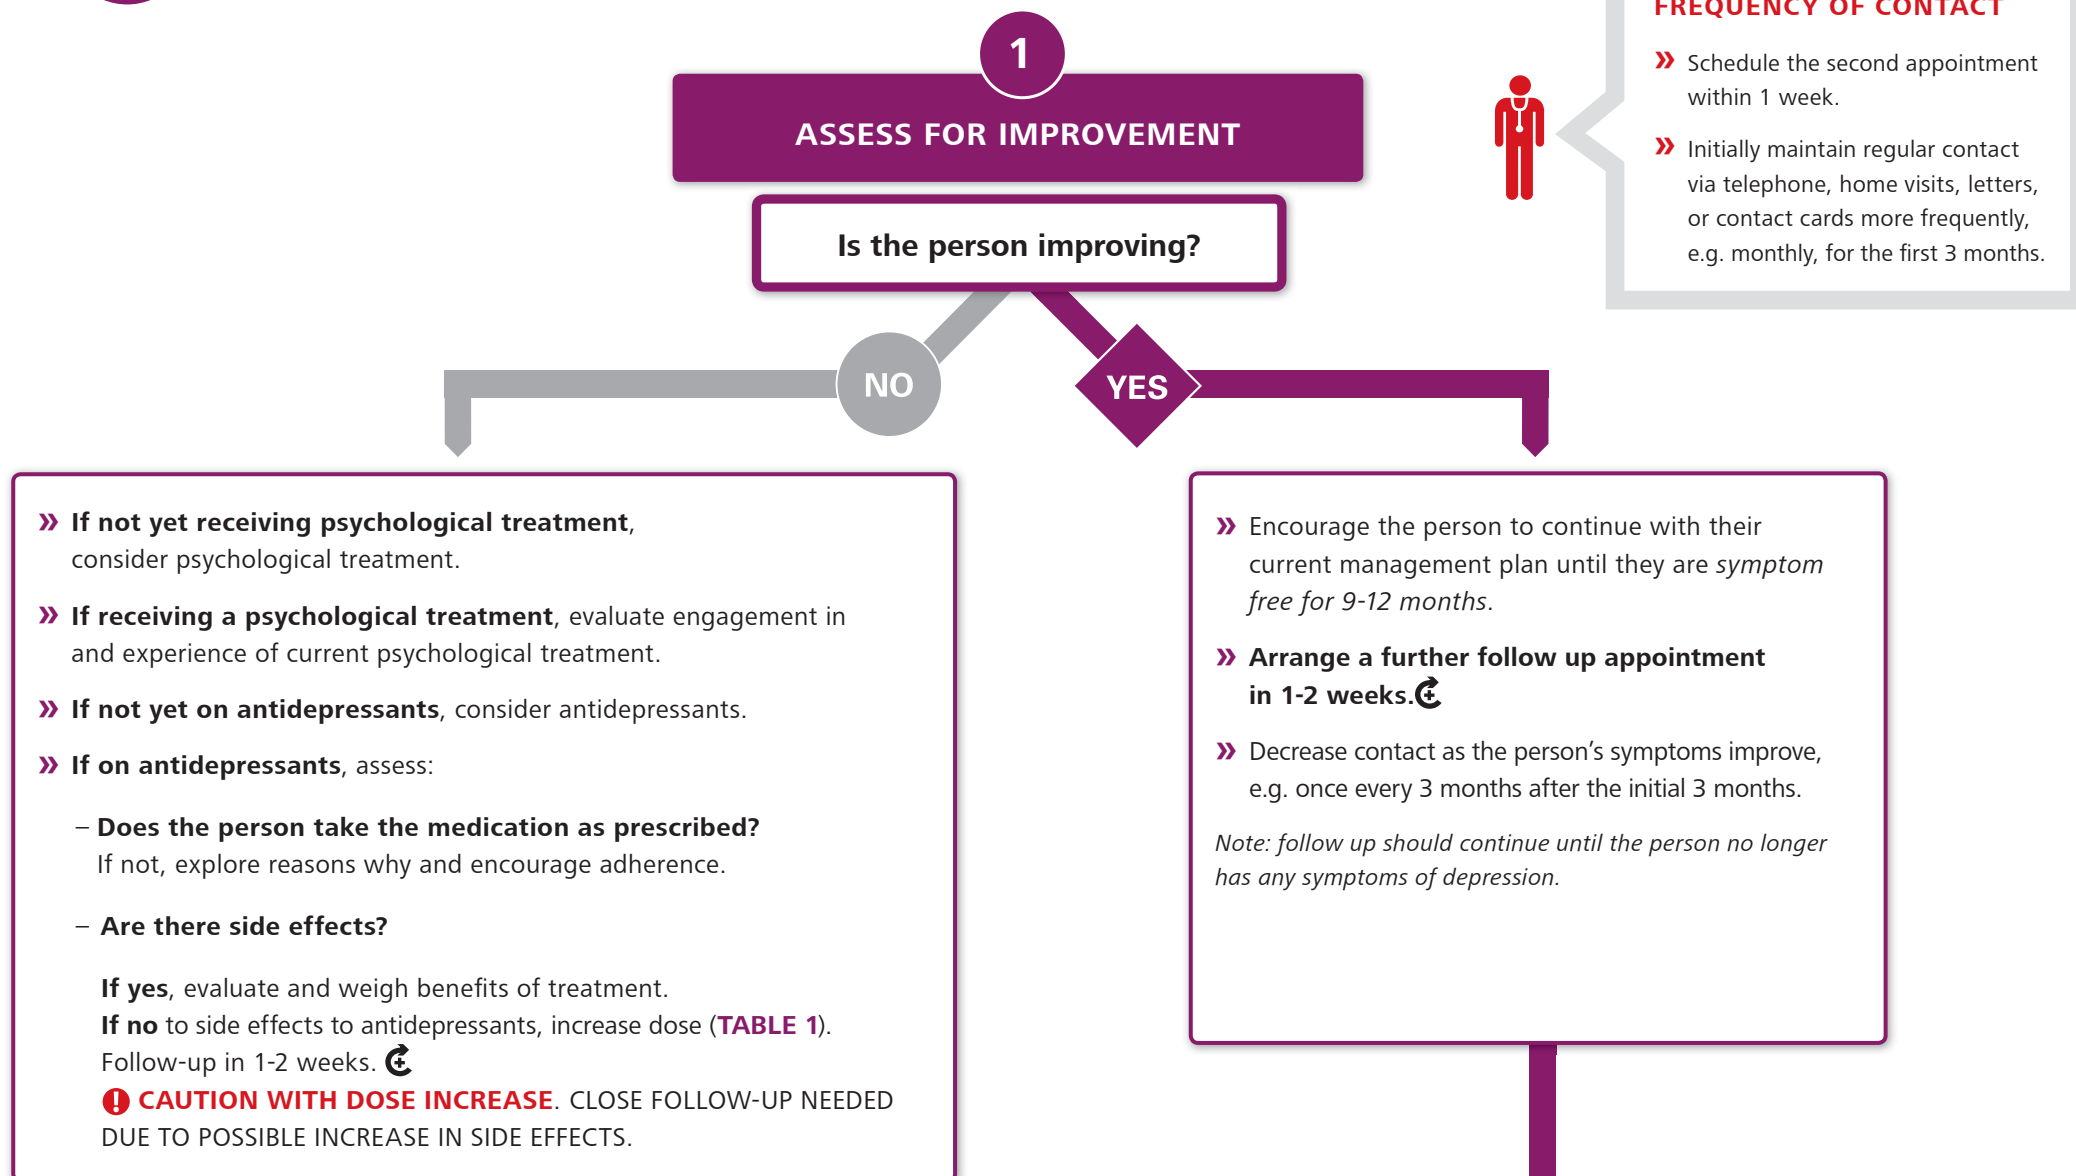 FREQUENCY OF CONTACT
» Schedule the second appointment
within 1 week.
» Initially maintain regular contact
via telephone, home visits, letters,
or contact cards more frequently,
e.g. monthly, for the first 3 months.
1
ASSESS FOR IMPROVEMENT
Is the person improving?
NO
YES
» If not yet receiving psychological treatment,
consider psychological treatment.
» If receiving a psychological treatment, evaluate engagement in
and experience of current psychological treatment.
» If not yet on antidepressants, consider antidepressants.
» If on antidepressants, assess:
– Does the person take the medication as prescribed?
If not, explore reasons why and encourage adherence.
– Are there side effects?
If yes, evaluate and weigh benefits of treatment.
If no to side effects to antidepressants, increase dose (TABLE 1).
Follow-up in 1-2 weeks.
CAUTION WITH DOSE INCREASE. CLOSE FOLLOW-UP NEEDED
DUE TO POSSIBLE INCREASE IN SIDE EFFECTS.
» Encourage the person to continue with their
current management plan until they are symptom
free for 9-12 months.
» Arrange a further follow up appointment
in 1-2 weeks.
» Decrease contact as the person’s symptoms improve,
e.g. once every 3 months after the initial 3 months.
Note: follow up should continue until the person no longer
has any symptoms of depression.